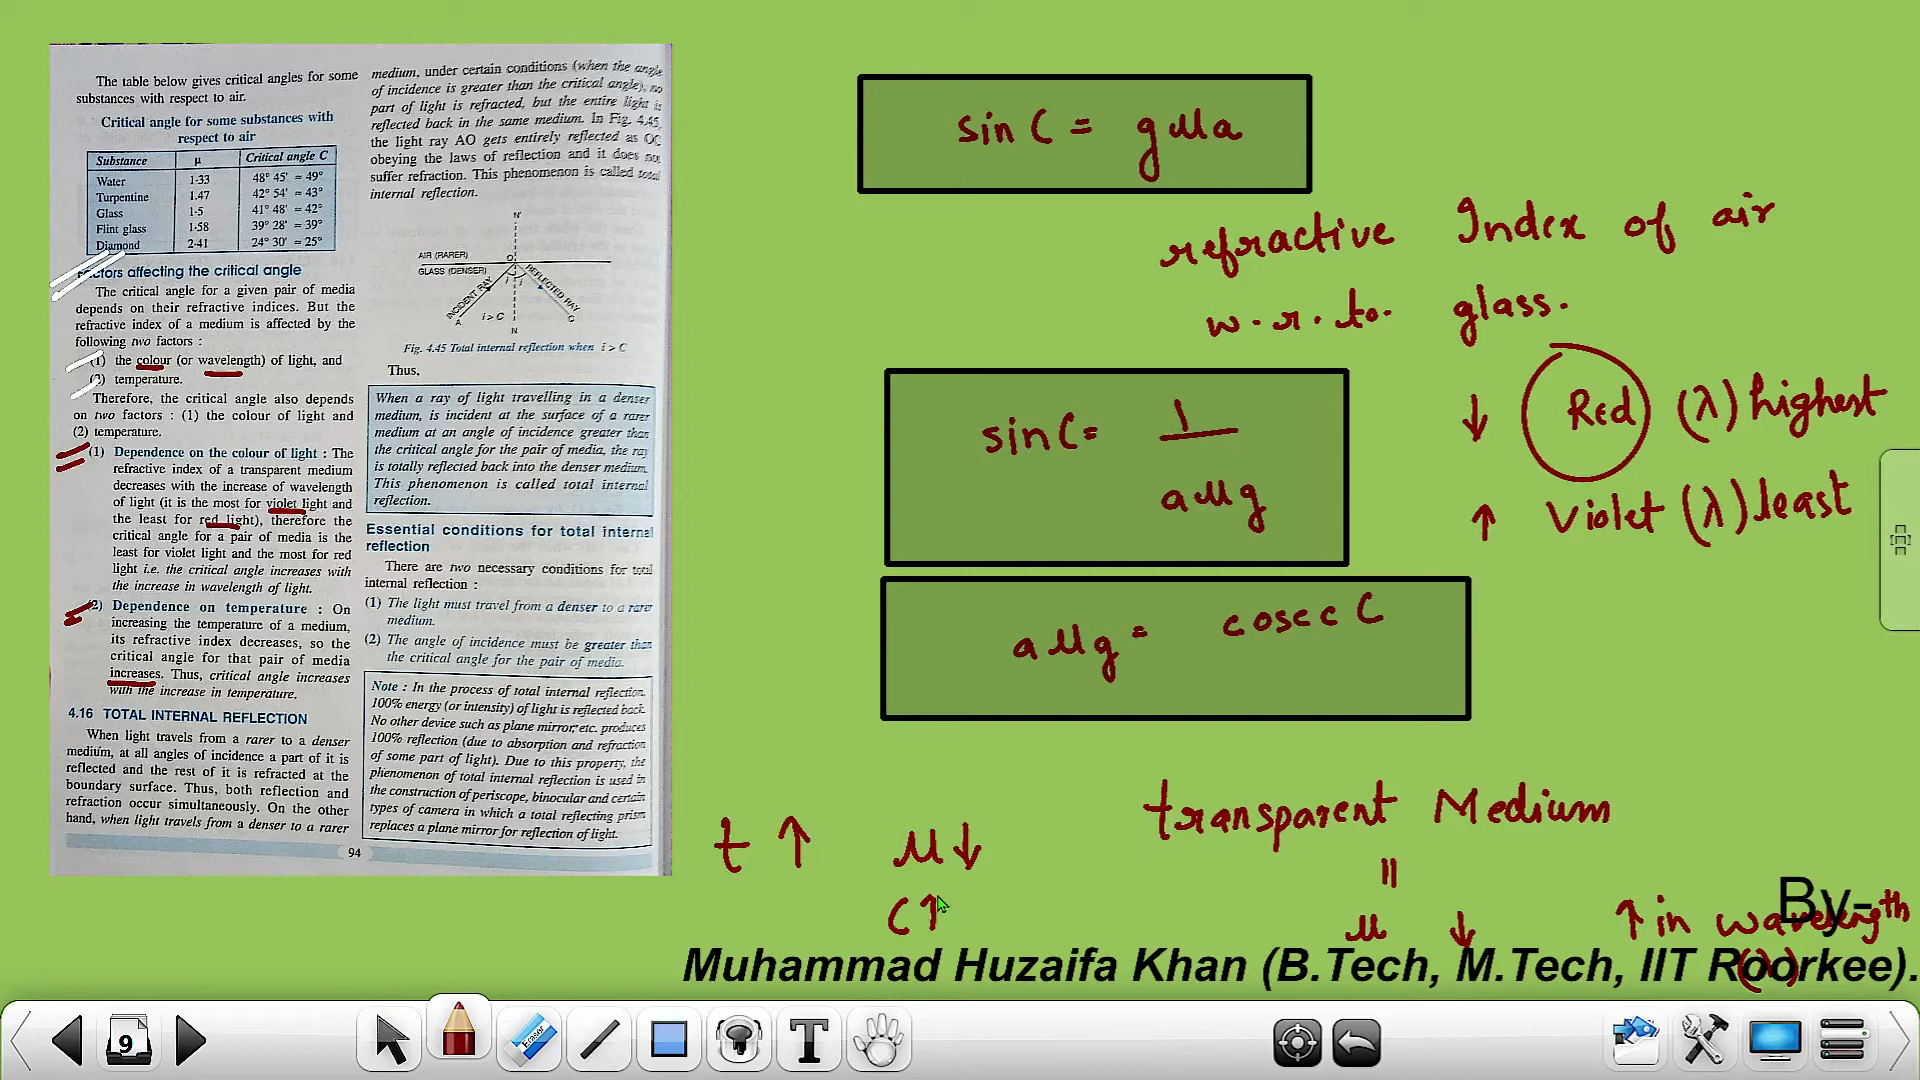 The table below gives critical angles for some
substances with respect to air.
Critical angle for some substances with
respect to air
Substance μ Critical angle C
Water 1·33 48° 45' = 49°
Turpentine 1.47 42° 54' = 43°
Glass 1·5 41° 48' = 42°
Flint glass 1·58 39° 28' = 39°
Diamond 2·41 24° 30' = 25°
Factors affecting the critical angle
The critical angle for a given pair of media
depends on their refractive indices. But the
refractive index of a medium is affected by the
following two factors :
(1) the colour (or wavelength) of light, and
(2) temperature.
Therefore, the critical angle also depends
on two factors : (1) the colour of light and
(2) temperature.
(1) Dependence on the colour of light : The
refractive index of a transparent medium
decreases with the increase of wavelength
of light (it is the most for violet light and
the least for red light), therefore the
critical angle for a pair of media is the
least for violet light and the most for red
light i.e. the critical angle increases with
the increase in wavelength of light.
(2) Dependence on temperature : On
increasing the temperature of a medium,
its refractive index decreases, so the
critical angle for that pair of media
increases. Thus, critical angle increases
with the increase in temperature.
4.16 TOTAL INTERNAL REFLECTION
When light travels from a rarer to a denser
medium, at all angles of incidence a part of it is
reflected and the rest of it is refracted at the
boundary surface. Thus, both reflection and
refraction occur simultaneously. On the other
hand, when light travels from a denser to a rarer
medium, under certain conditions (when the angle
of incidence is greater than the critical angle), no
part of light is refracted, but the entire light is
reflected back in the same medium. In Fig. 4.45,
the light ray AO gets entirely reflected as OC
obeying the laws of reflection and it does not
suffer refraction. This phenomenon is called total
internal reflection.
N'
AIR (RARER)
O
GLASS (DENSER)
i i
INCIDENT RAY
REFLECTED RAY
i > C
A
C
N
Fig. 4.45 Total internal reflection when i > C
Thus,
When a ray of light travelling in a denser
medium, is incident at the surface of a rarer
medium at an angle of incidence greater than
the critical angle for the pair of media, the ray
is totally reflected back into the denser medium.
This phenomenon is called total internal
reflection.
Essential conditions for total internal
reflection
There are two necessary conditions for total
internal reflection :
(1) The light must travel from a denser to a rarer
medium.
(2) The angle of incidence must be greater than
the critical angle for the pair of media.
Note : In the process of total internal reflection,
100% energy (or intensity) of light is reflected back.
No other device such as plane mirror, etc. produces
100% reflection (due to absorption and refraction
of some part of light). Due to this property, the
phenomenon of total internal reflection is used in
the construction of periscope, binocular and certain
types of camera in which a total reflecting prism
replaces a plane mirror for reflection of light.
94
sin C = gμa
refractive Index of air
w.r.to. glass.
sin C = 1
aμg
↓ Red (λ) highest
↑ Violet (λ) least
aμg = cosec C
transparent Medium
||
μ ↓ ↑ in wavelength
(λ)
t ↑ μ ↓
C ↑
By-
Muhammad Huzaifa Khan (B.Tech, M.Tech, IIT Roorkee).
9
Eraser
T